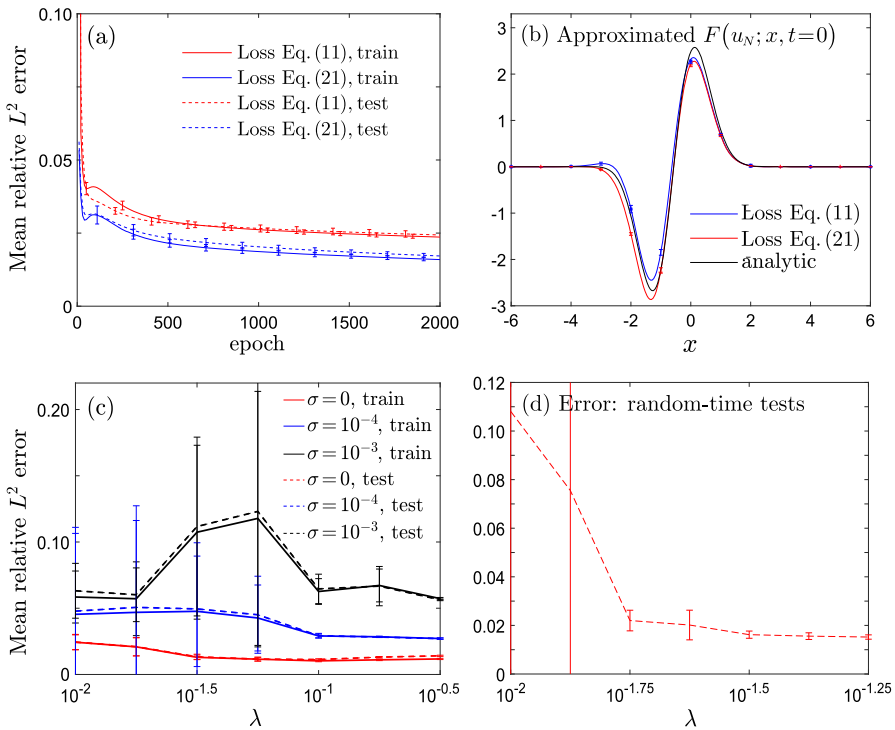 0.10
(a)
Loss Eq. (11), train
Loss Eq. (21), train
Loss Eq. (11), test
Loss Eq. (21), test
0.05
0
0 500 1000 1500 2000
epoch
Mean relative L² error
3
2
1
0
-1
-2
-3
(b) Approximated F(u_N; x, t=0)
Loss Eq. (11)
Loss Eq. (21)
analytic
-6 -4 -2 0 2 4 6
x
0.20
0.10
0
(c)
σ=0, train
σ=10⁻⁴, train
σ=10⁻³, train
σ=0, test
σ=10⁻⁴, test
σ=10⁻³, test
10⁻² 10^-1.5 10⁻¹ 10^-0.5
λ
Mean relative L² error
0.12
0.10
0.08
0.06
0.04
0.02
0
(d) Error: random-time tests
10⁻² 10^-1.75 10^-1.5 10^-1.25
λ